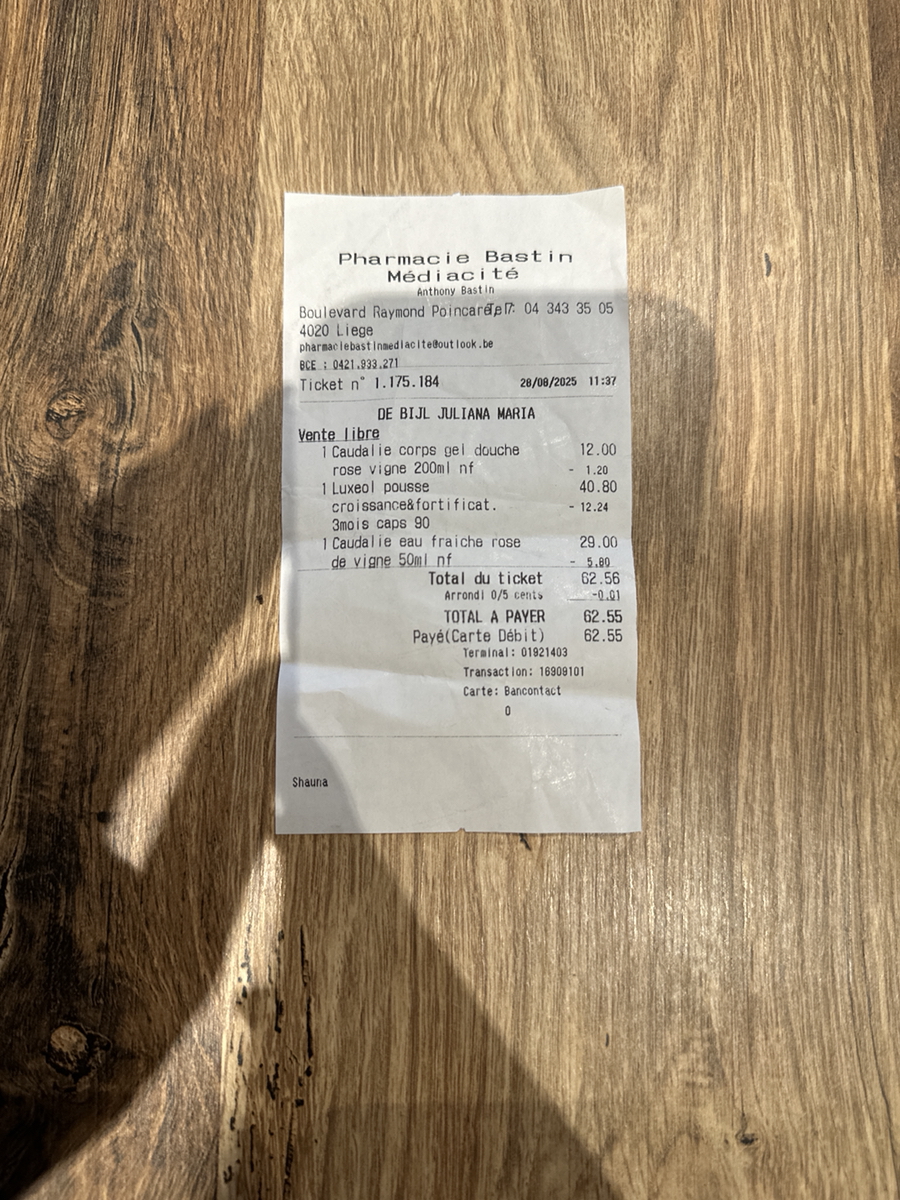 Pharmacie Bastin
Médiacité
Anthony Bastin
Boulevard Raymond Poincaré, 7 Tel: 04 343 35 05
4020 Liege
pharmaciebastinmediacite@outlook.be
BCE : 0421.933.271
Ticket n° 1.175.184 28/08/2025 11:37
DE BIJL JULIANA MARIA
Vente libre
1 Caudalie corps gel douche 12.00
rose vigne 200ml nf - 1.20
1 Luxeol pousse 40.80
croissance&fortificat. - 12.24
3mois caps 90
1 Caudalie eau fraiche rose 29.00
de vigne 50ml nf - 5.80
Total du ticket 62.56
Arrondi 0/5 cents -0.01
TOTAL A PAYER 62.55
Payé(Carte Débit) 62.55
Terminal: 01921403
Transaction: 16909101
Carte: Bancontact
0
Shauna